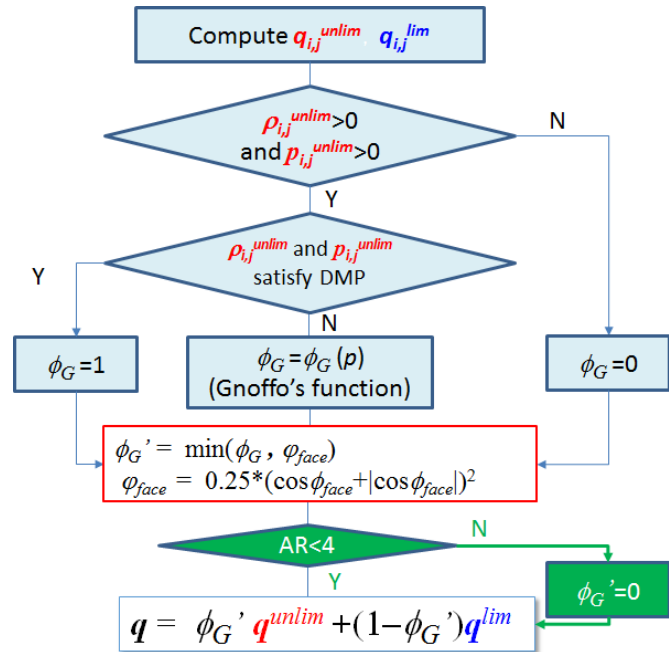 Compute q_{i,j}^{unlim}, q_{i,j}^{lim}
ρ_{i,j}^{unlim}>0
and p_{i,j}^{unlim}>0
N
Y
ρ_{i,j}^{unlim} and p_{i,j}^{unlim}
satisfy DMP
Y
N
ϕ_G=1
ϕ_G=ϕ_G (p)
(Gnoffo's function)
ϕ_G=0
ϕ_G' = min(ϕ_G , φ_{face})
φ_{face} = 0.25*(cosϕ_{face}+|cosϕ_{face}|)^2
AR<4
N
Y
ϕ_G'=0
q = ϕ_G' q^{unlim} +(1−ϕ_G')q^{lim}